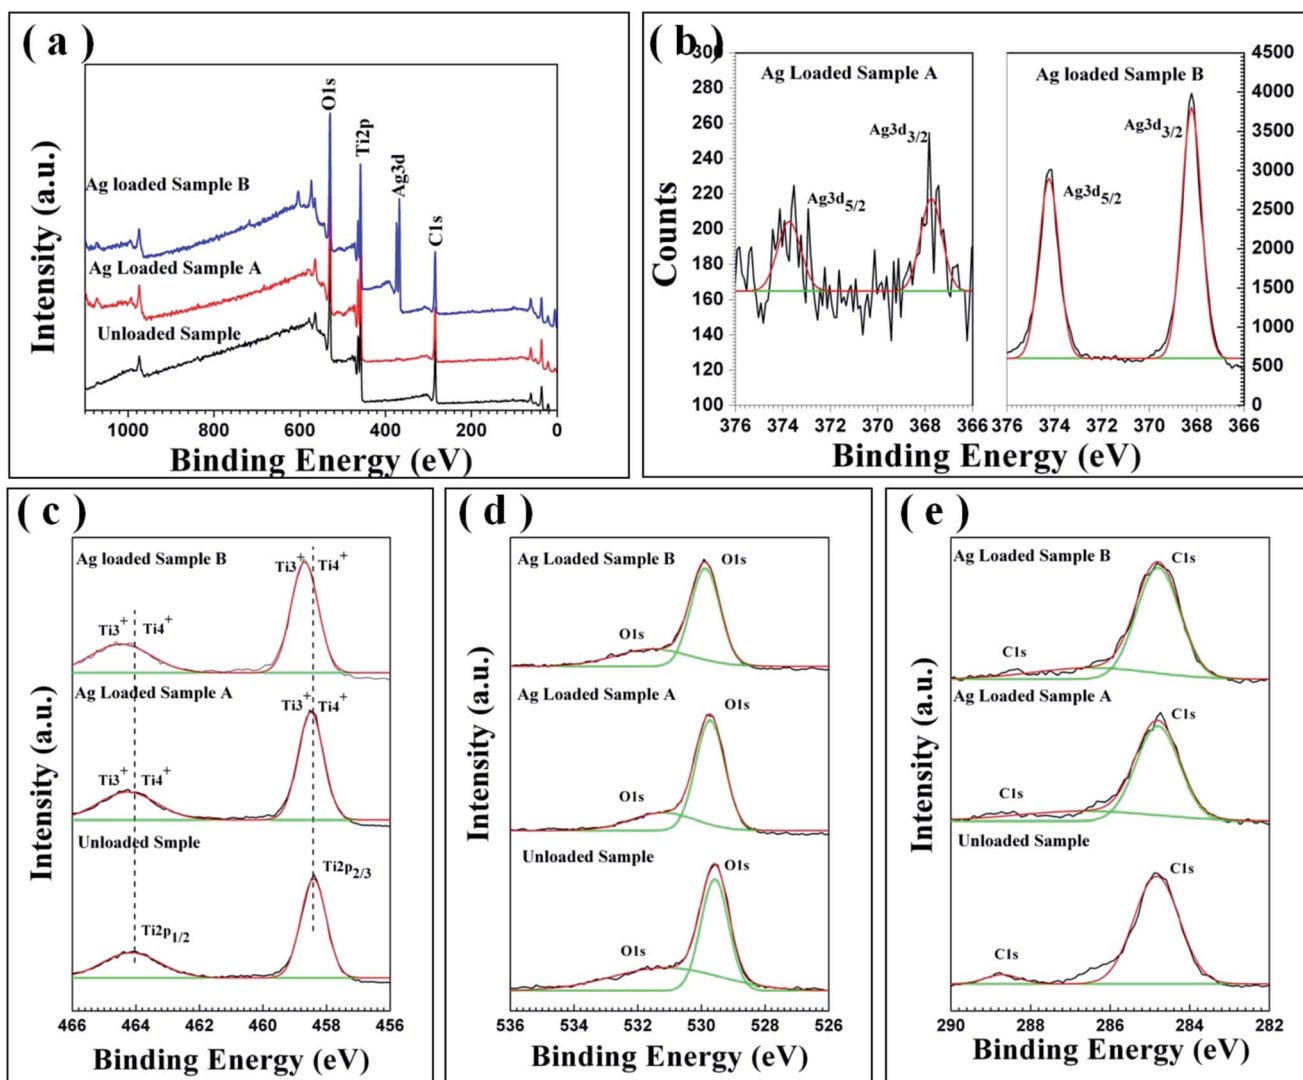 ( a )
O1s
Ti2p
Ag3d
C1s
Ag loaded Sample B
Ag Loaded Sample A
Unloaded Sample
Intensity (a.u.)
1000 800 600 400 200 0
Binding Energy (eV)
( b )
Ag Loaded Sample A
Ag3d3/2
Ag3d5/2
Counts
300
280
260
240
220
200
180
160
140
120
100
376 374 372 370 368 366
Ag loaded Sample B
Ag3d3/2
Ag3d5/2
4500
4000
3500
3000
2500
2000
1500
1000
500
0
376 374 372 370 368 366
Binding Energy (eV)
( c )
Ag loaded Sample B
Ti3+ Ti4+
Ti3+ Ti4+
Ag Loaded Sample A
Ti3+ Ti4+
Ti3+ Ti4+
Unloaded Smple
Ti2p2/3
Ti2p1/2
Intensity (a.u.)
466 464 462 460 458 456
Binding Energy (eV)
( d )
Ag Loaded Sample B
O1s
O1s
Ag Loaded Sample A
O1s
O1s
Unloaded Sample
O1s
O1s
Intensity (a.u.)
536 534 532 530 528 526
Binding Energy (eV)
( e )
Ag Loaded Sample B
C1s
C1s
Ag Loaded Sample A
C1s
C1s
Unloaded Sample
C1s
C1s
Intensity (a.u.)
290 288 286 284 282
Binding Energy (eV)